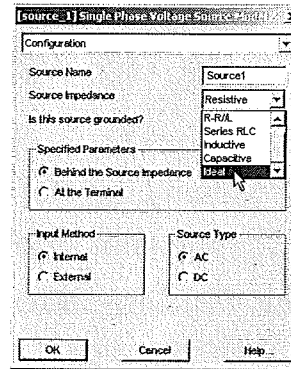 [source_1] Single Phase Voltage Source
Configuration
Source Name
Source1
Source Impedance
Resistive
Is this source grounded?
R-R//L
Series RLC
Inductive
Capacitive
Ideal
Specified Parameters
Behind the Source Impedance
At the Terminal
Input Method
Internal
External
Source Type
AC
DC
OK
Cancel
Help...